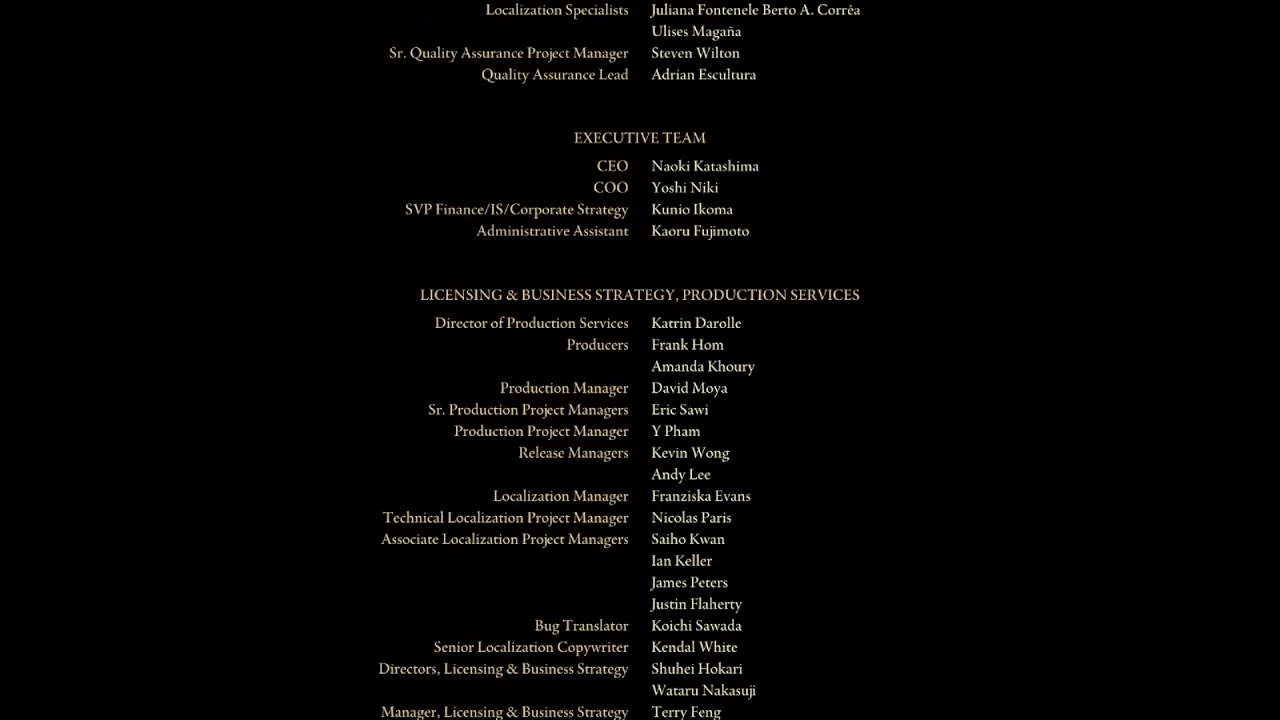 Localization Specialists Juliana Fontenele Berto A. Corrêa
Ulises Magaña
Sr. Quality Assurance Project Manager Steven Wilton
Quality Assurance Lead Adrian Escultura
EXECUTIVE TEAM
CEO Naoki Katashima
COO Yoshi Niki
SVP Finance/IS/Corporate Strategy Kunio Ikoma
Administrative Assistant Kaoru Fujimoto
LICENSING & BUSINESS STRATEGY, PRODUCTION SERVICES
Director of Production Services Katrin Darolle
Producers Frank Hom
Amanda Khoury
Production Manager David Moya
Sr. Production Project Managers Eric Sawi
Production Project Manager Y Pham
Release Managers Kevin Wong
Andy Lee
Localization Manager Franziska Evans
Technical Localization Project Manager Nicolas Paris
Associate Localization Project Managers Saiho Kwan
Ian Keller
James Peters
Justin Flaherty
Bug Translator Koichi Sawada
Senior Localization Copywriter Kendal White
Directors, Licensing & Business Strategy Shuhei Hokari
Wataru Nakasuji
Manager, Licensing & Business Strategy Terry Feng